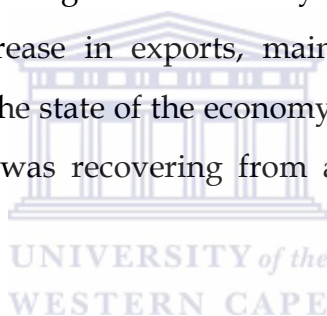 rease in exports, main
he state of the economy
was recovering from a
UNIVERSITY of the
WESTERN CAPE